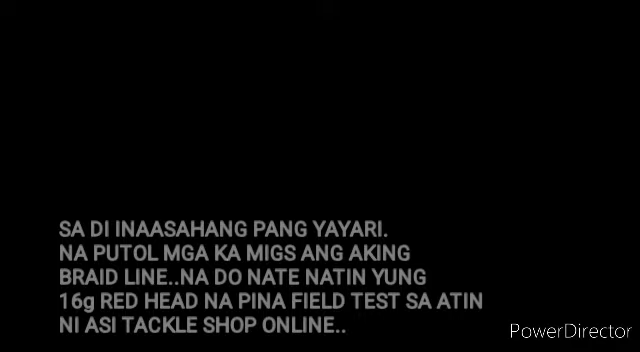 SA DI INAASAHANG PANG YAYARI.
NA PUTOL MGA KA MIGS ANG AKING
BRAID LINE..NA DO NATE NATIN YUNG
16g RED HEAD NA PINA FIELD TEST SA ATIN
NI ASI TACKLE SHOP ONLINE..
PowerDirector